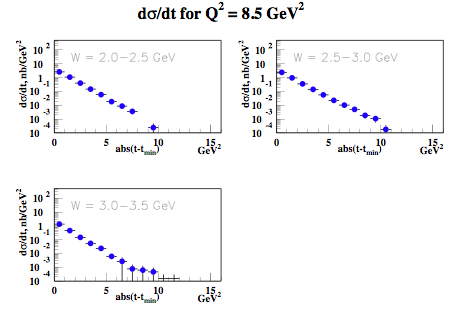 dσ/dt for Q² = 8.5 GeV²
dσ/dt, nb/GeV²
W = 2.0−2.5 GeV
10²
10
1
10⁻¹
10⁻²
10⁻³
10⁻⁴
0 5 10 15
abs(t-tₘᵢₙ) GeV²
dσ/dt, nb/GeV²
W = 2.5−3.0 GeV
10²
10
1
10⁻¹
10⁻²
10⁻³
10⁻⁴
0 5 10 15
abs(t-tₘᵢₙ) GeV²
dσ/dt, nb/GeV²
W = 3.0−3.5 GeV
10²
10
1
10⁻¹
10⁻²
10⁻³
10⁻⁴
0 5 10 15
abs(t-tₘᵢₙ) GeV²